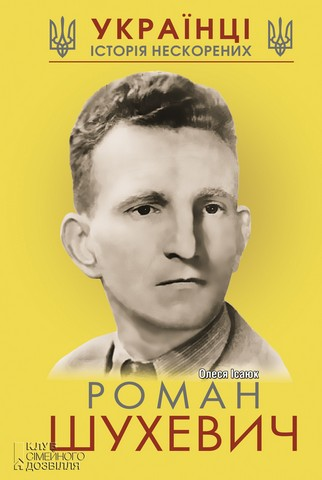 УКРАЇНЦІ
ІСТОРІЯ НЕСКОРЕНИХ
Олеся Ісаюк
РОМАН
ШУХЕВИЧ
КЛУБ
СІМЕЙНОГО
ДОЗВІЛЛЯ